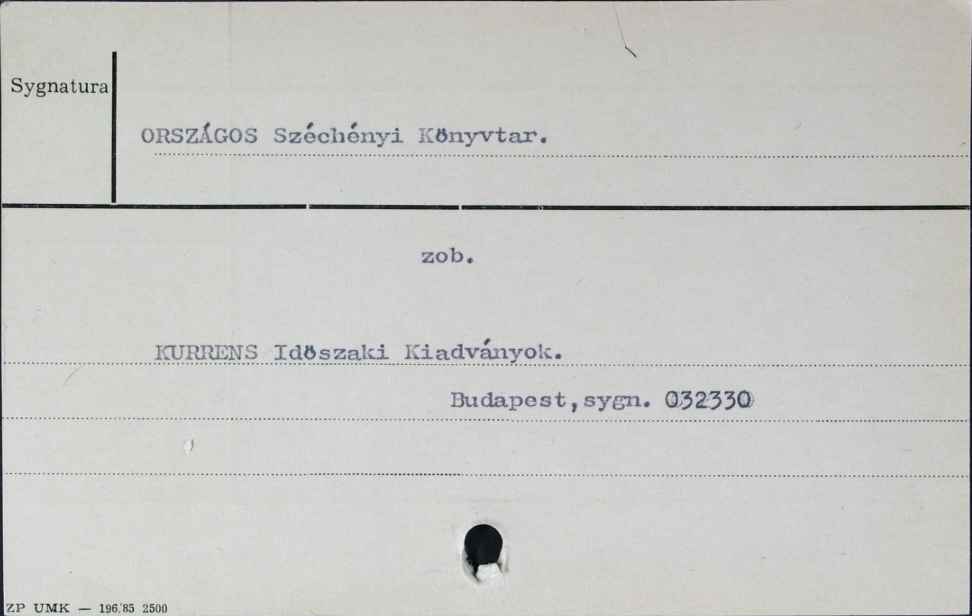 Sygnatura
ORSZÁGOS Széchényi Könyvtar.
zob.
KURRENS Idöszaki Kiadványok.
Budapest,sygn. 032330
ZP UMK — 196/85 2500